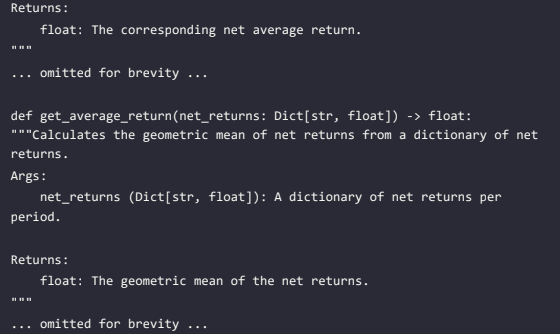 Returns:
    float: The corresponding net average return.
"""
... omitted for brevity ...

def get_average_return(net_returns: Dict[str, float]) -> float:
"""Calculates the geometric mean of net returns from a dictionary of net
returns.
Args:
    net_returns (Dict[str, float]): A dictionary of net returns per
period.

Returns:
    float: The geometric mean of the net returns.
"""
... omitted for brevity ...